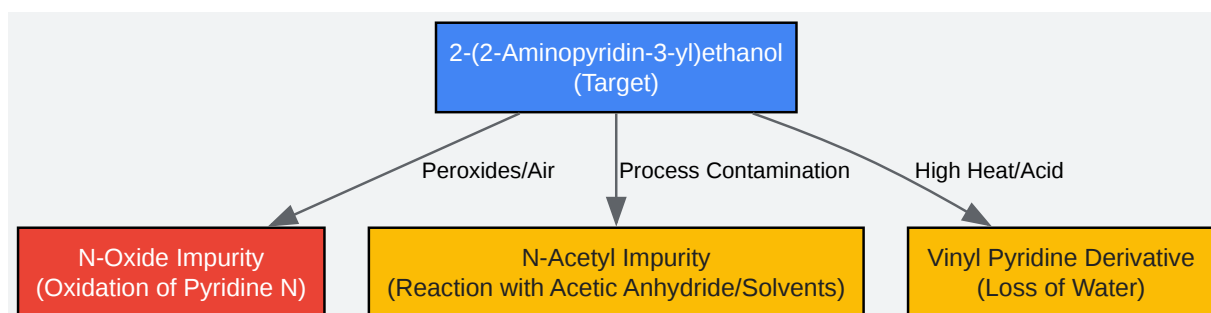 2-(2-Aminopyridin-3-yl)ethanol
(Target)
Peroxides/Air
Process Contamination
High Heat/Acid
N-Oxide Impurity
(Oxidation of Pyridine N)
N-Acetyl Impurity
(Reaction with Acetic Anhydride/Solvents)
Vinyl Pyridine Derivative
(Loss of Water)